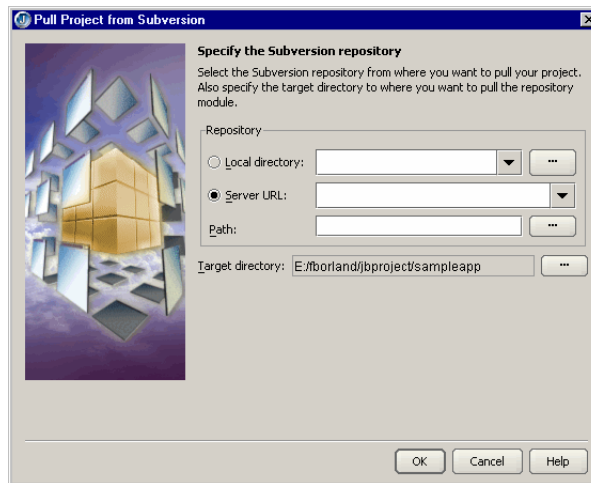 Pull Project from Subversion
Specify the Subversion repository
Select the Subversion repository from where you want to pull your project.
Also specify the target directory to where you want to pull the repository
module.
Repository
Local directory:
...
Server URL:
Path:
...
Target directory: E:/fborland/jbproject/sampleapp
...
OK Cancel Help